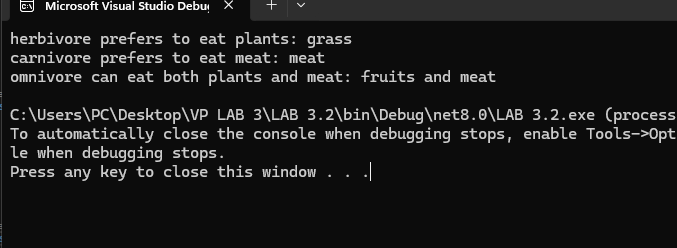 Microsoft Visual Studio Debu
herbivore prefers to eat plants: grass
carnivore prefers to eat meat: meat
omnivore can eat both plants and meat: fruits and meat
C:\Users\PC\Desktop\VP LAB 3\LAB 3.2\bin\Debug\net8.0\LAB 3.2.exe (process
To automatically close the console when debugging stops, enable Tools->Opt
le when debugging stops.
Press any key to close this window . . .